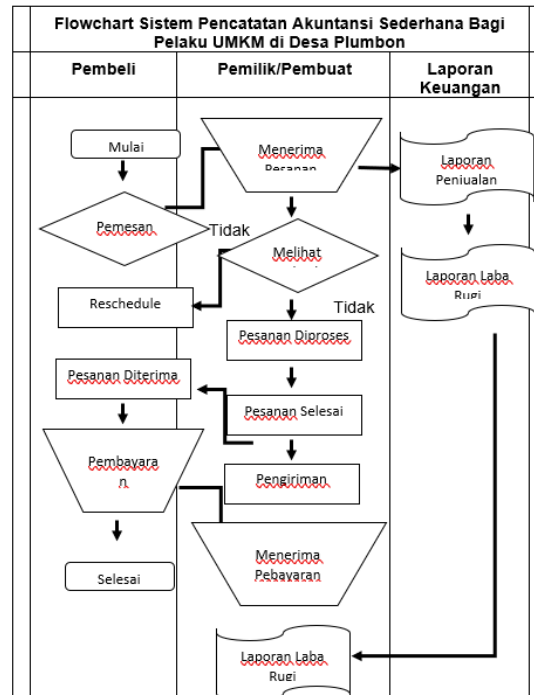 Flowchart Sistem Pencatatan Akuntansi Sederhana Bagi
Pelaku UMKM di Desa Plumbon
Pembeli
Pemilik/Pembuat
Laporan
Keuangan
Mulai
Menerima
Pesanan
Laporan
Penjualan
Pemesan
Tidak
Melihat
Laporan Laba
Rugi
Reschedule
Tidak
Pesanan Diproses
Pesanan Diterima
Pesanan Selesai
Pembayara
n
Pengiriman
Selesai
Menerima
Pebayaran
Laporan Laba
Rugi